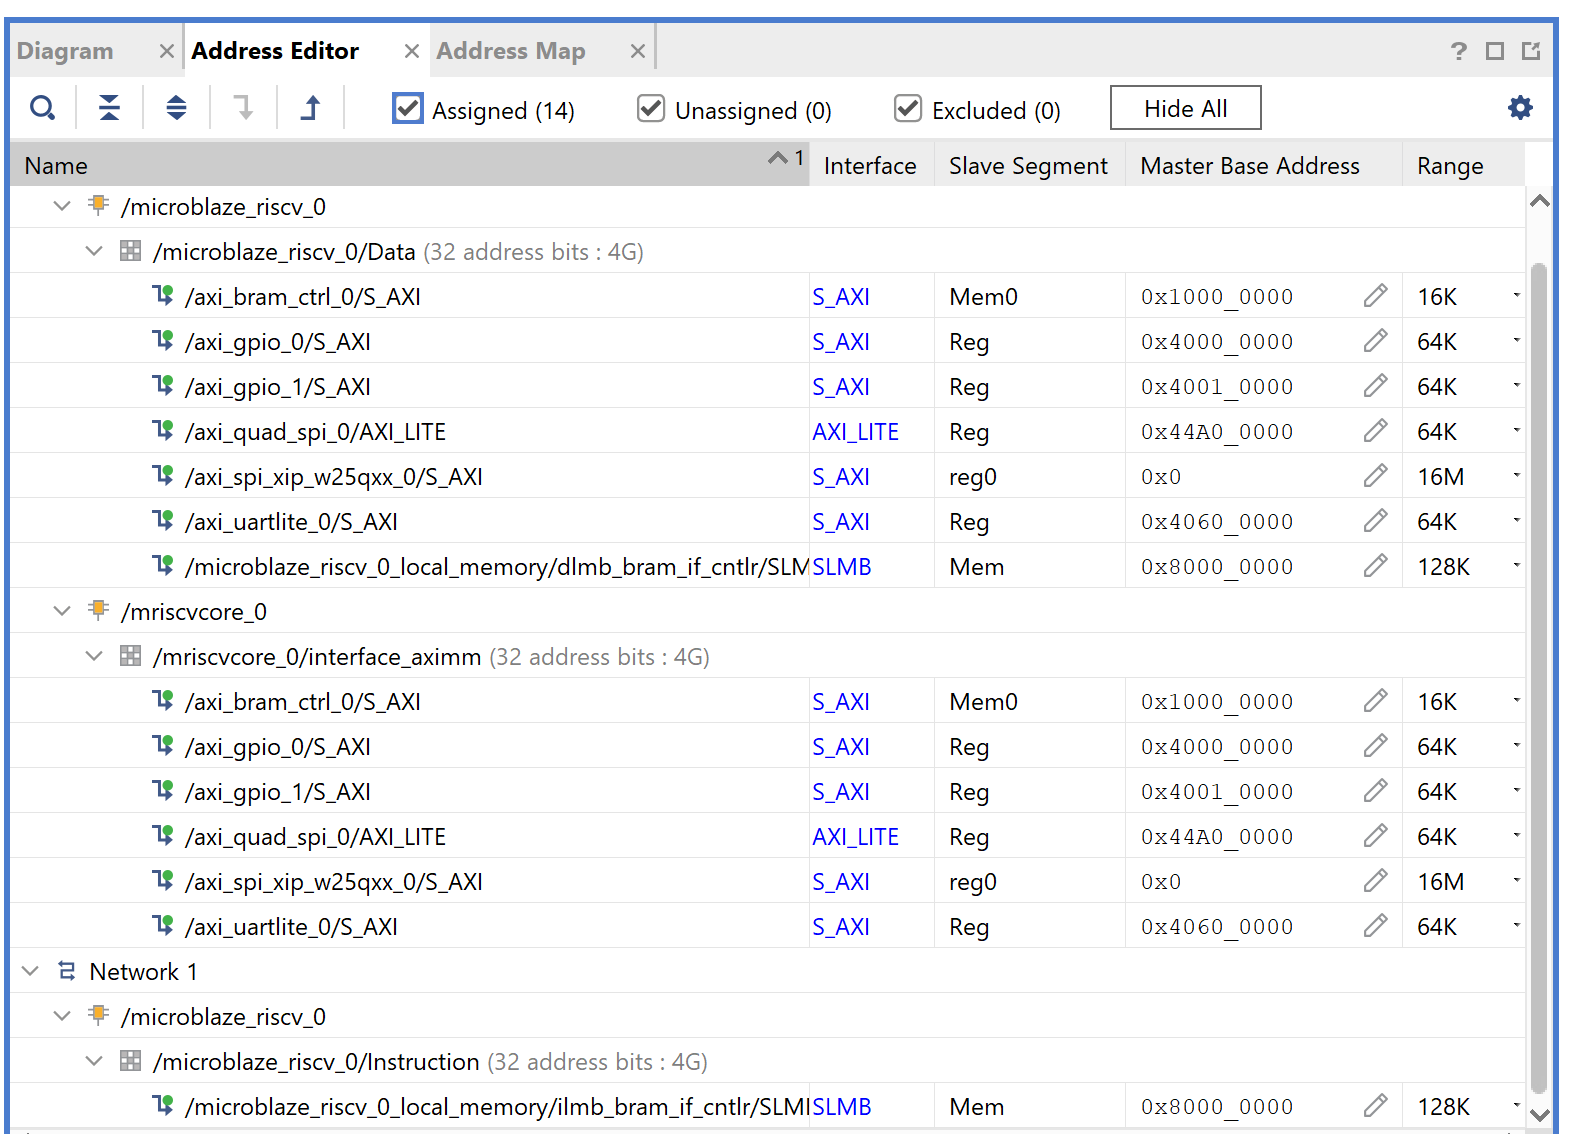 Diagram Address Editor Address Map ?
Assigned (14) Unassigned (0) Excluded (0) Hide All
Name 1 Interface Slave Segment Master Base Address Range
/microblaze_riscv_0
/microblaze_riscv_0/Data (32 address bits : 4G)
/axi_bram_ctrl_0/S_AXI S_AXI Mem0 0x1000_0000 16K
/axi_gpio_0/S_AXI S_AXI Reg 0x4000_0000 64K
/axi_gpio_1/S_AXI S_AXI Reg 0x4001_0000 64K
/axi_quad_spi_0/AXI_LITE AXI_LITE Reg 0x44A0_0000 64K
/axi_spi_xip_w25qxx_0/S_AXI S_AXI reg0 0x0 16M
/axi_uartlite_0/S_AXI S_AXI Reg 0x4060_0000 64K
/microblaze_riscv_0_local_memory/dlmb_bram_if_cntlr/SLM SLMB Mem 0x8000_0000 128K
/mriscvcore_0
/mriscvcore_0/interface_aximm (32 address bits : 4G)
/axi_bram_ctrl_0/S_AXI S_AXI Mem0 0x1000_0000 16K
/axi_gpio_0/S_AXI S_AXI Reg 0x4000_0000 64K
/axi_gpio_1/S_AXI S_AXI Reg 0x4001_0000 64K
/axi_quad_spi_0/AXI_LITE AXI_LITE Reg 0x44A0_0000 64K
/axi_spi_xip_w25qxx_0/S_AXI S_AXI reg0 0x0 16M
/axi_uartlite_0/S_AXI S_AXI Reg 0x4060_0000 64K
Network 1
/microblaze_riscv_0
/microblaze_riscv_0/Instruction (32 address bits : 4G)
/microblaze_riscv_0_local_memory/ilmb_bram_if_cntlr/SLM SLMB Mem 0x8000_0000 128K